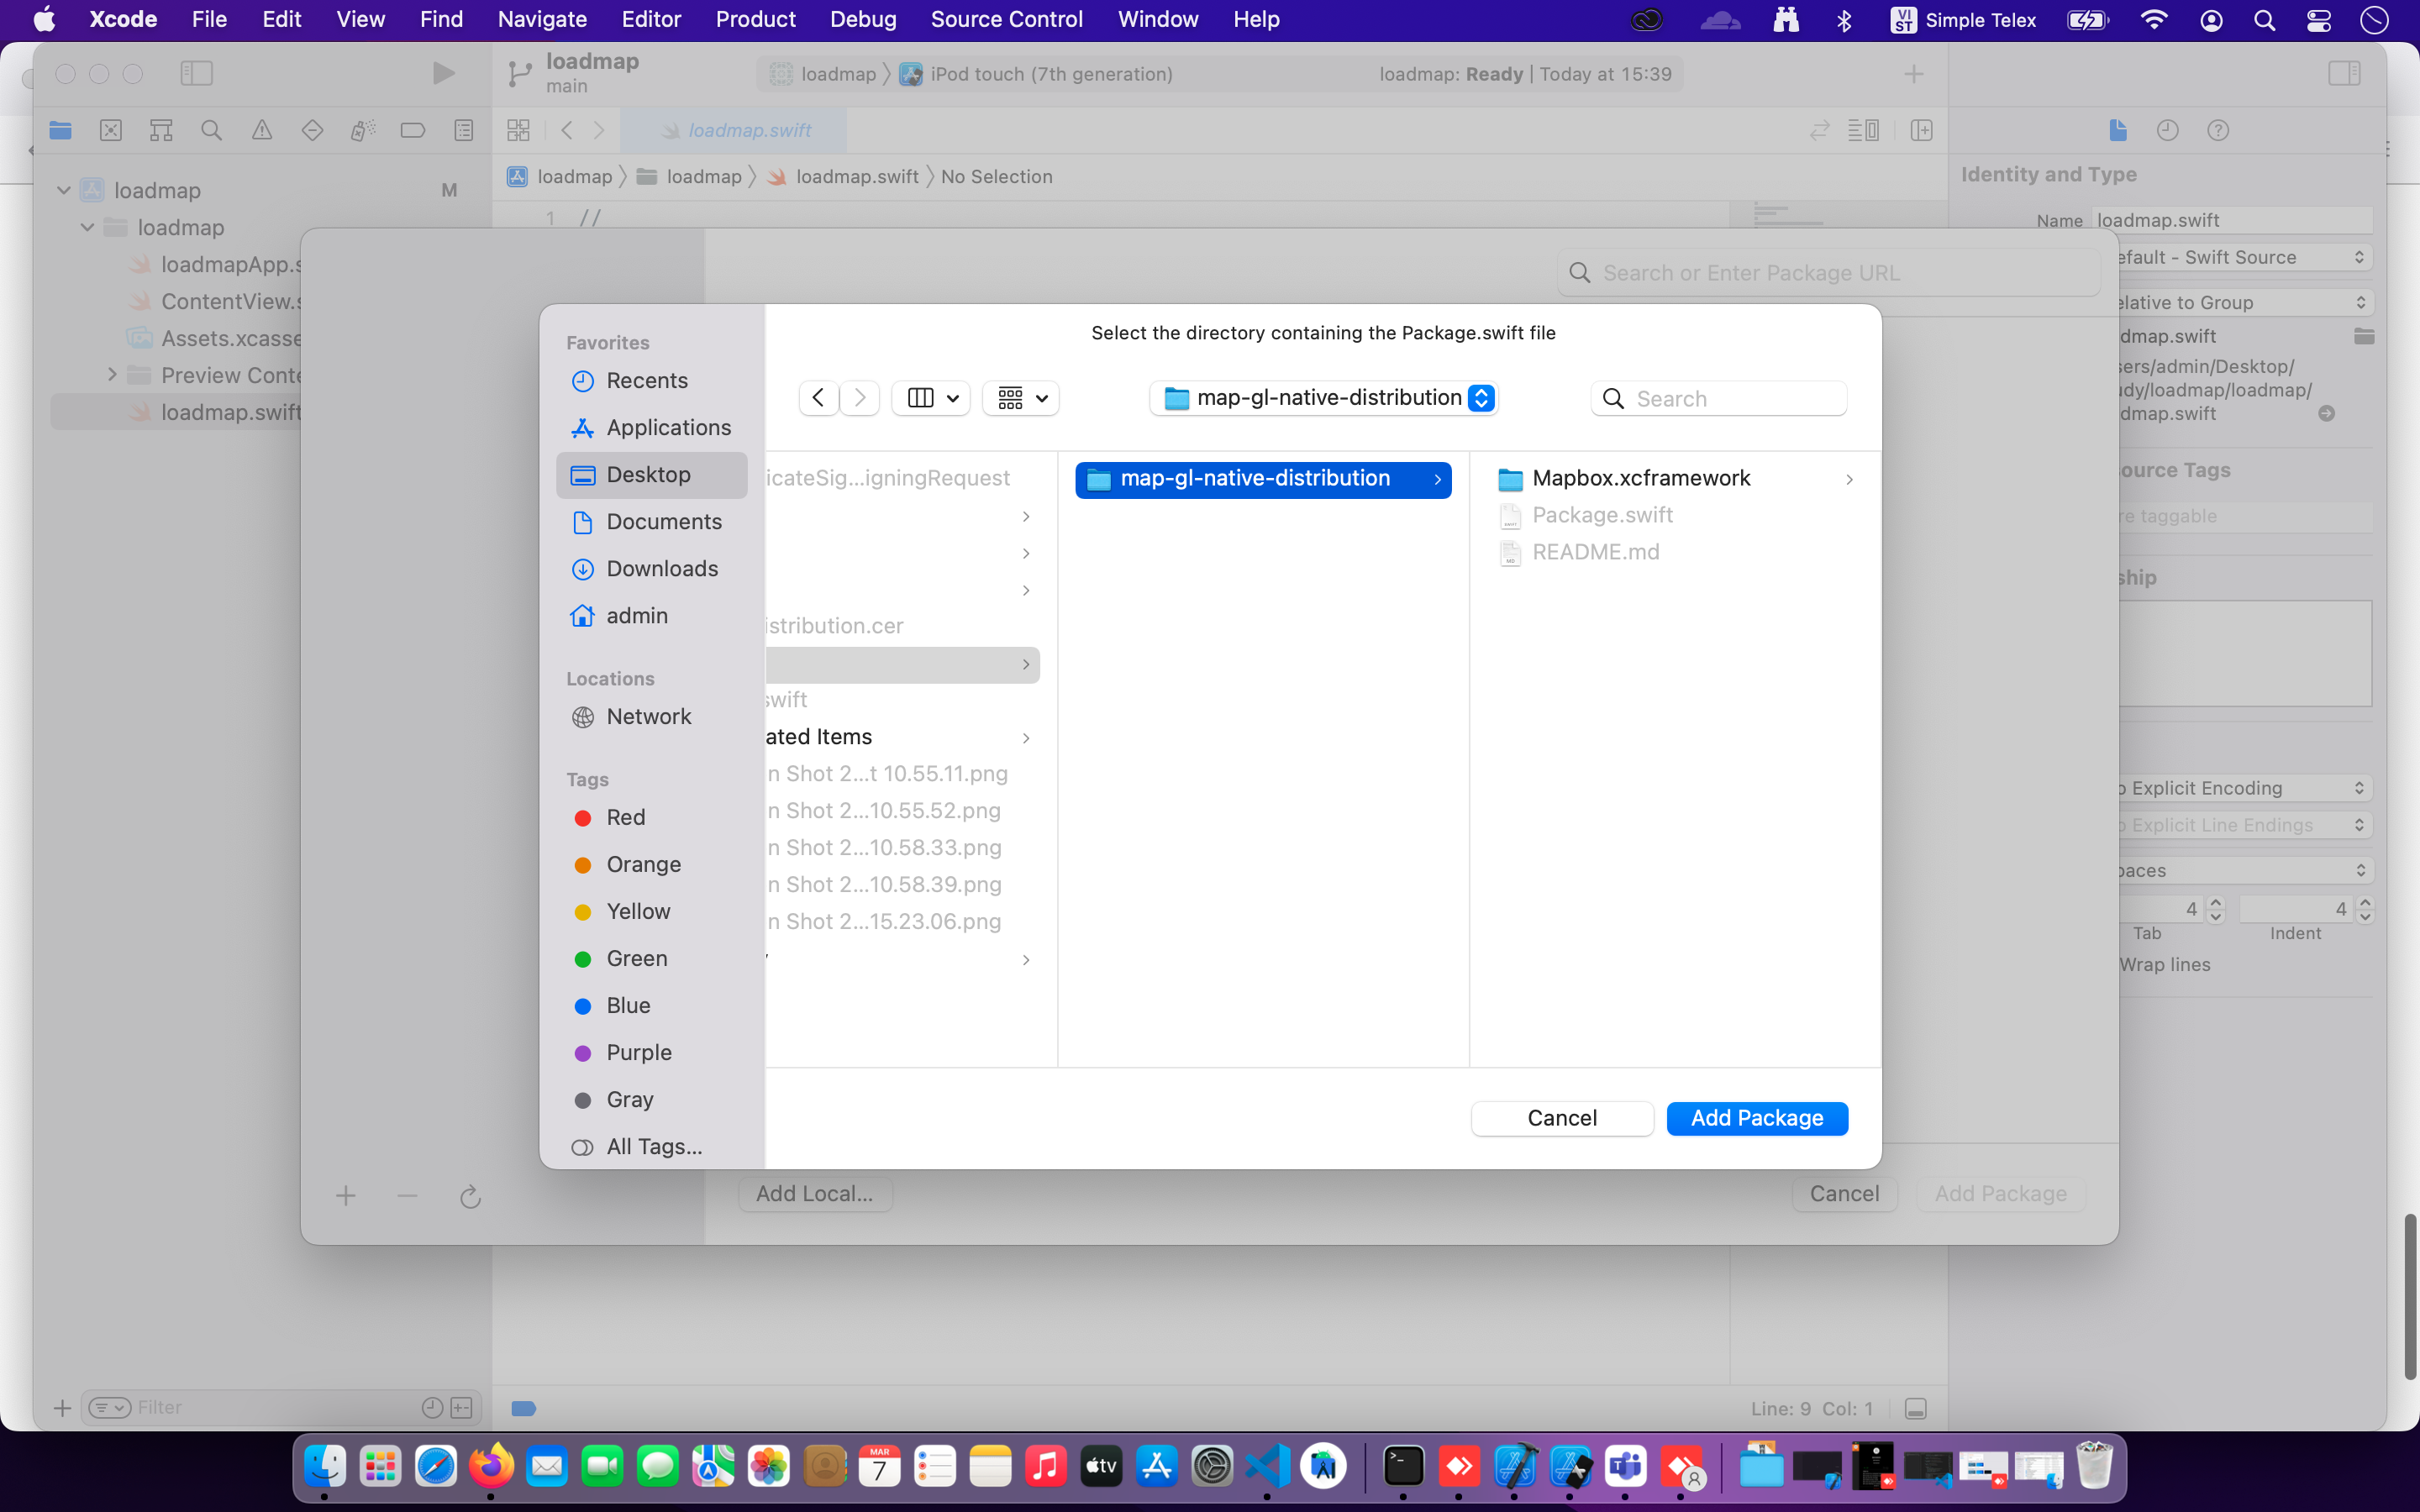 Xcode File Edit View Find Navigate Editor Product Debug Source Control Window Help
VI ST Simple Telex
loadmap
main
loadmap iPod touch (7th generation)
loadmap: Ready | Today at 15:39
loadmap.swift
loadmap loadmap loadmap.swift No Selection
loadmap M
loadmap
loadmapApp.s
ContentView.s
Assets.xcasse
Preview Conte
loadmap.swift
1 //
Search or Enter Package URL
Identity and Type
Name loadmap.swift
efault - Swift Source
elative to Group
dmap.swift
sers/admin/Desktop/
udy/loadmap/loadmap/
dmap.swift
ource Tags
re taggable
ship
o Explicit Encoding
o Explicit Line Endings
paces
4 4
Tab Indent
Wrap lines
Select the directory containing the Package.swift file
Favorites
Recents
Applications
Desktop
Documents
Downloads
admin
Locations
Network
Tags
Red
Orange
Yellow
Green
Blue
Purple
Gray
All Tags...
map-gl-native-distribution
Search
icateSig...igningRequest
istribution.cer
swift
ated Items
n Shot 2...t 10.55.11.png
n Shot 2...10.55.52.png
n Shot 2...10.58.33.png
n Shot 2...10.58.39.png
n Shot 2...15.23.06.png
map-gl-native-distribution
Mapbox.xcframework
Package.swift
README.md
Cancel Add Package
Add Local...
Cancel Add Package
Filter
Line: 9 Col: 1
MAR
7
tv